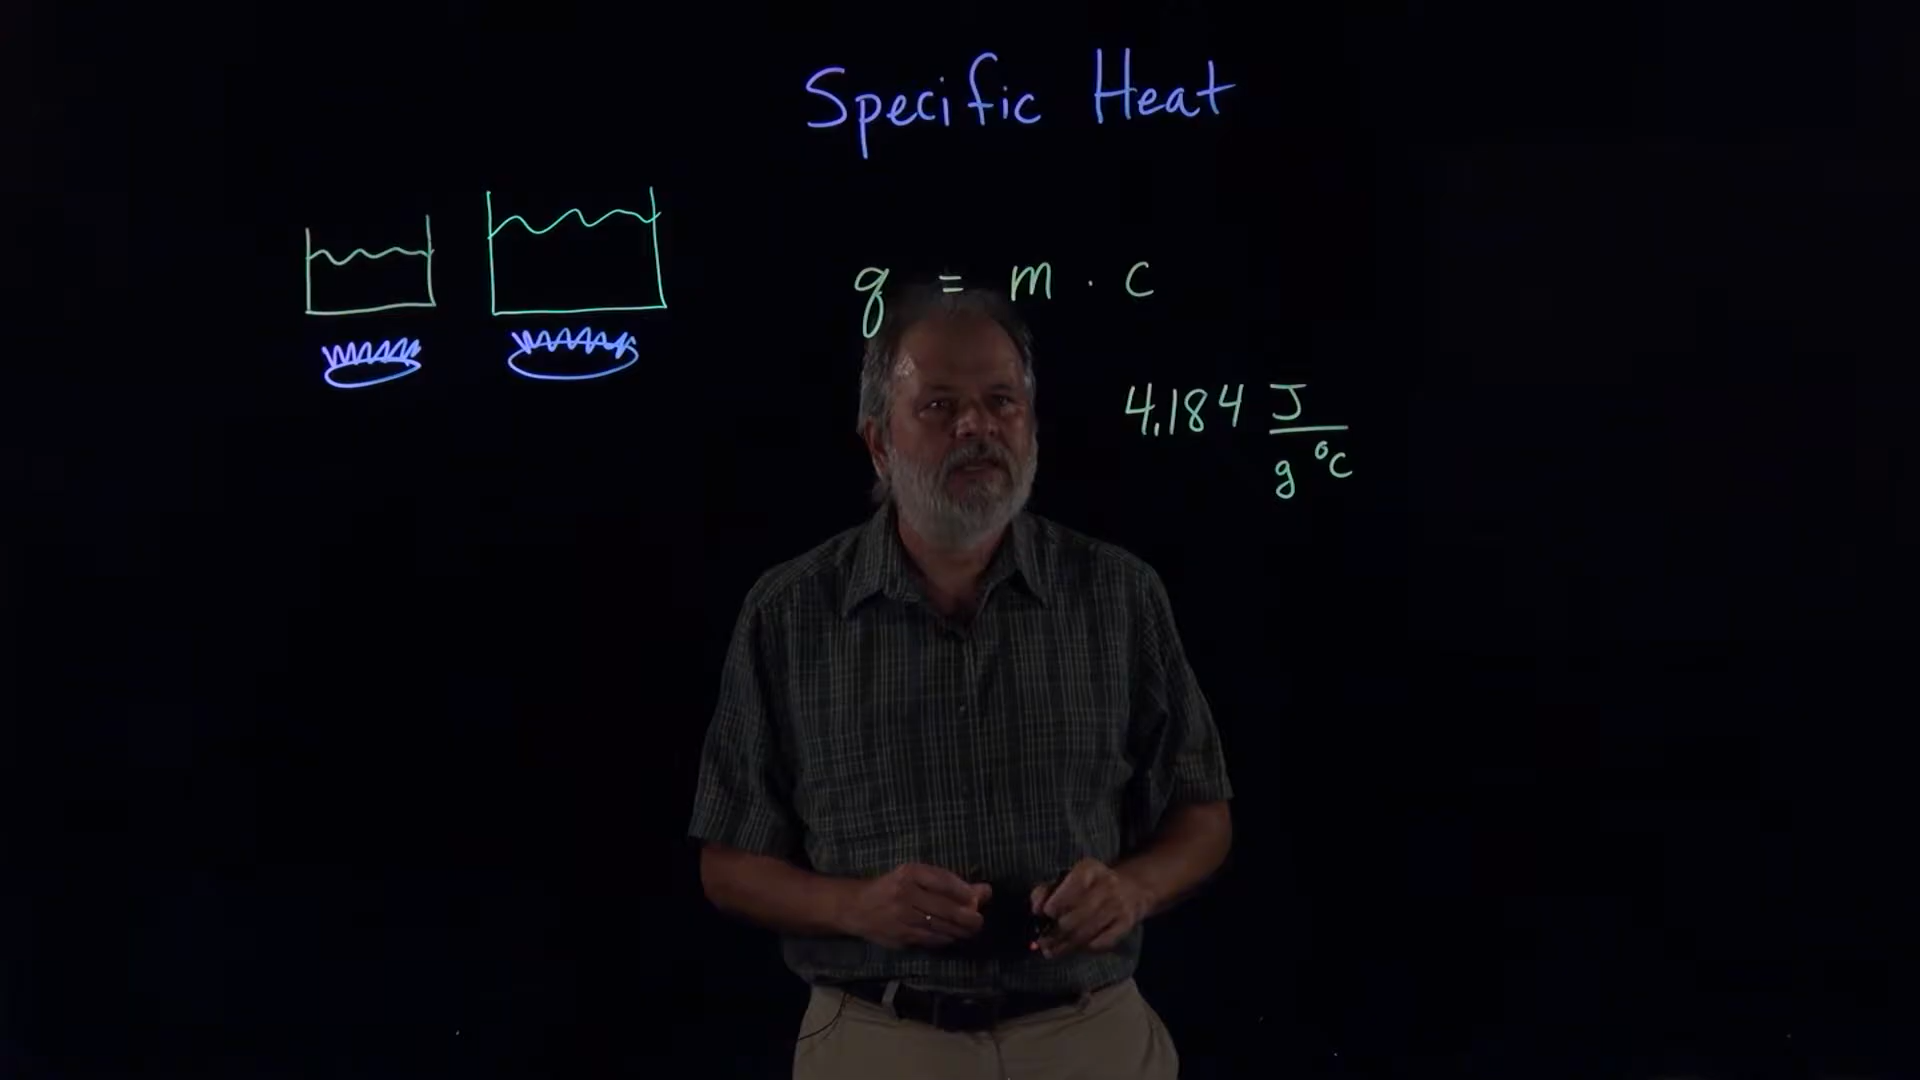 Specific Heat
q = m · c
4.184 J
g °C